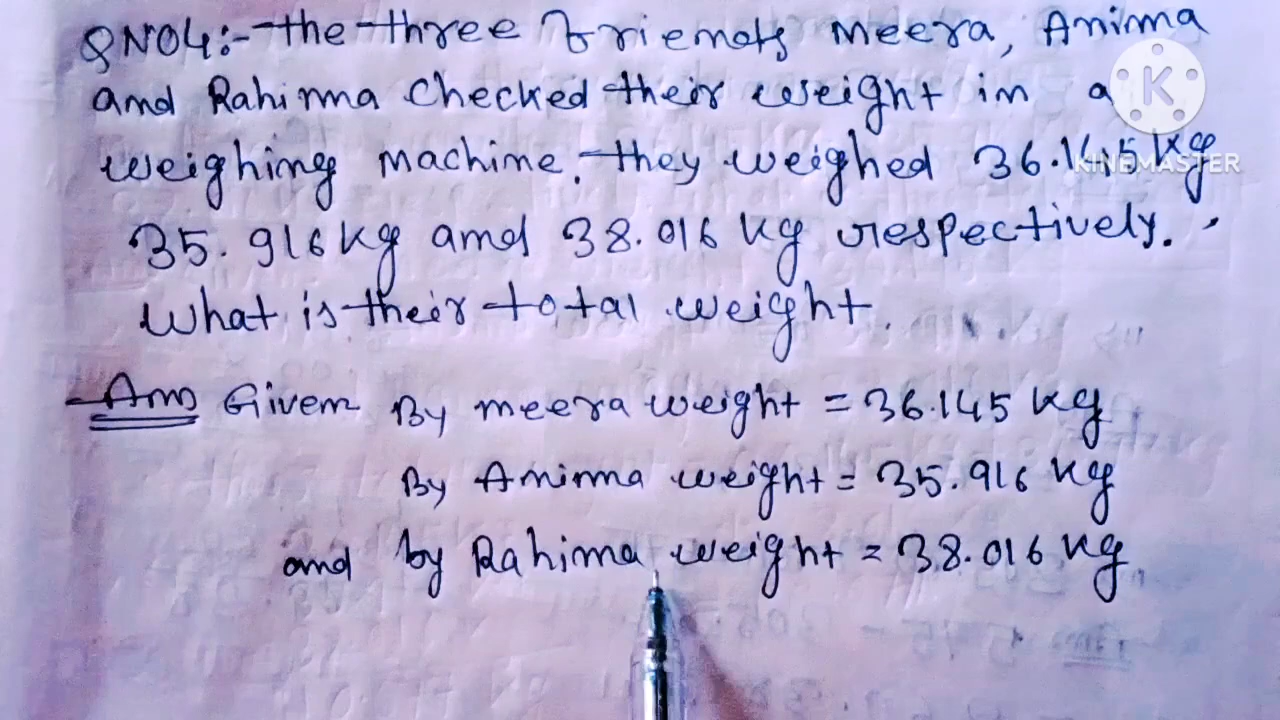 QNO4:- the three friends Meera, Anima
and Rahima checked their weight in a
weighing machine. they weighed 36.145 kg
35.916 kg and 38.016 kg respectively.
What is their total weight.
Ans Given By meera weight = 36.145 kg
By Anima weight = 35.916 kg
and by Rahima weight = 38.016 kg
K
KINEMASTER